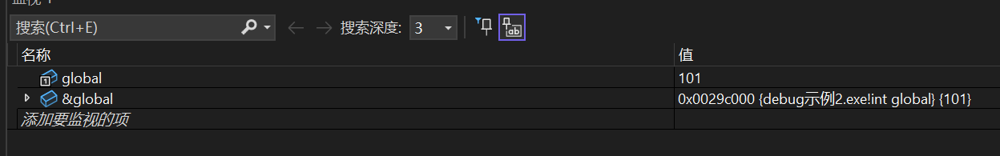 搜索(Ctrl+E) 搜索深度: 3
名称 值
global 101
&global 0x0029c000 {debug示例2.exe!int global} {101}
添加要监视的项